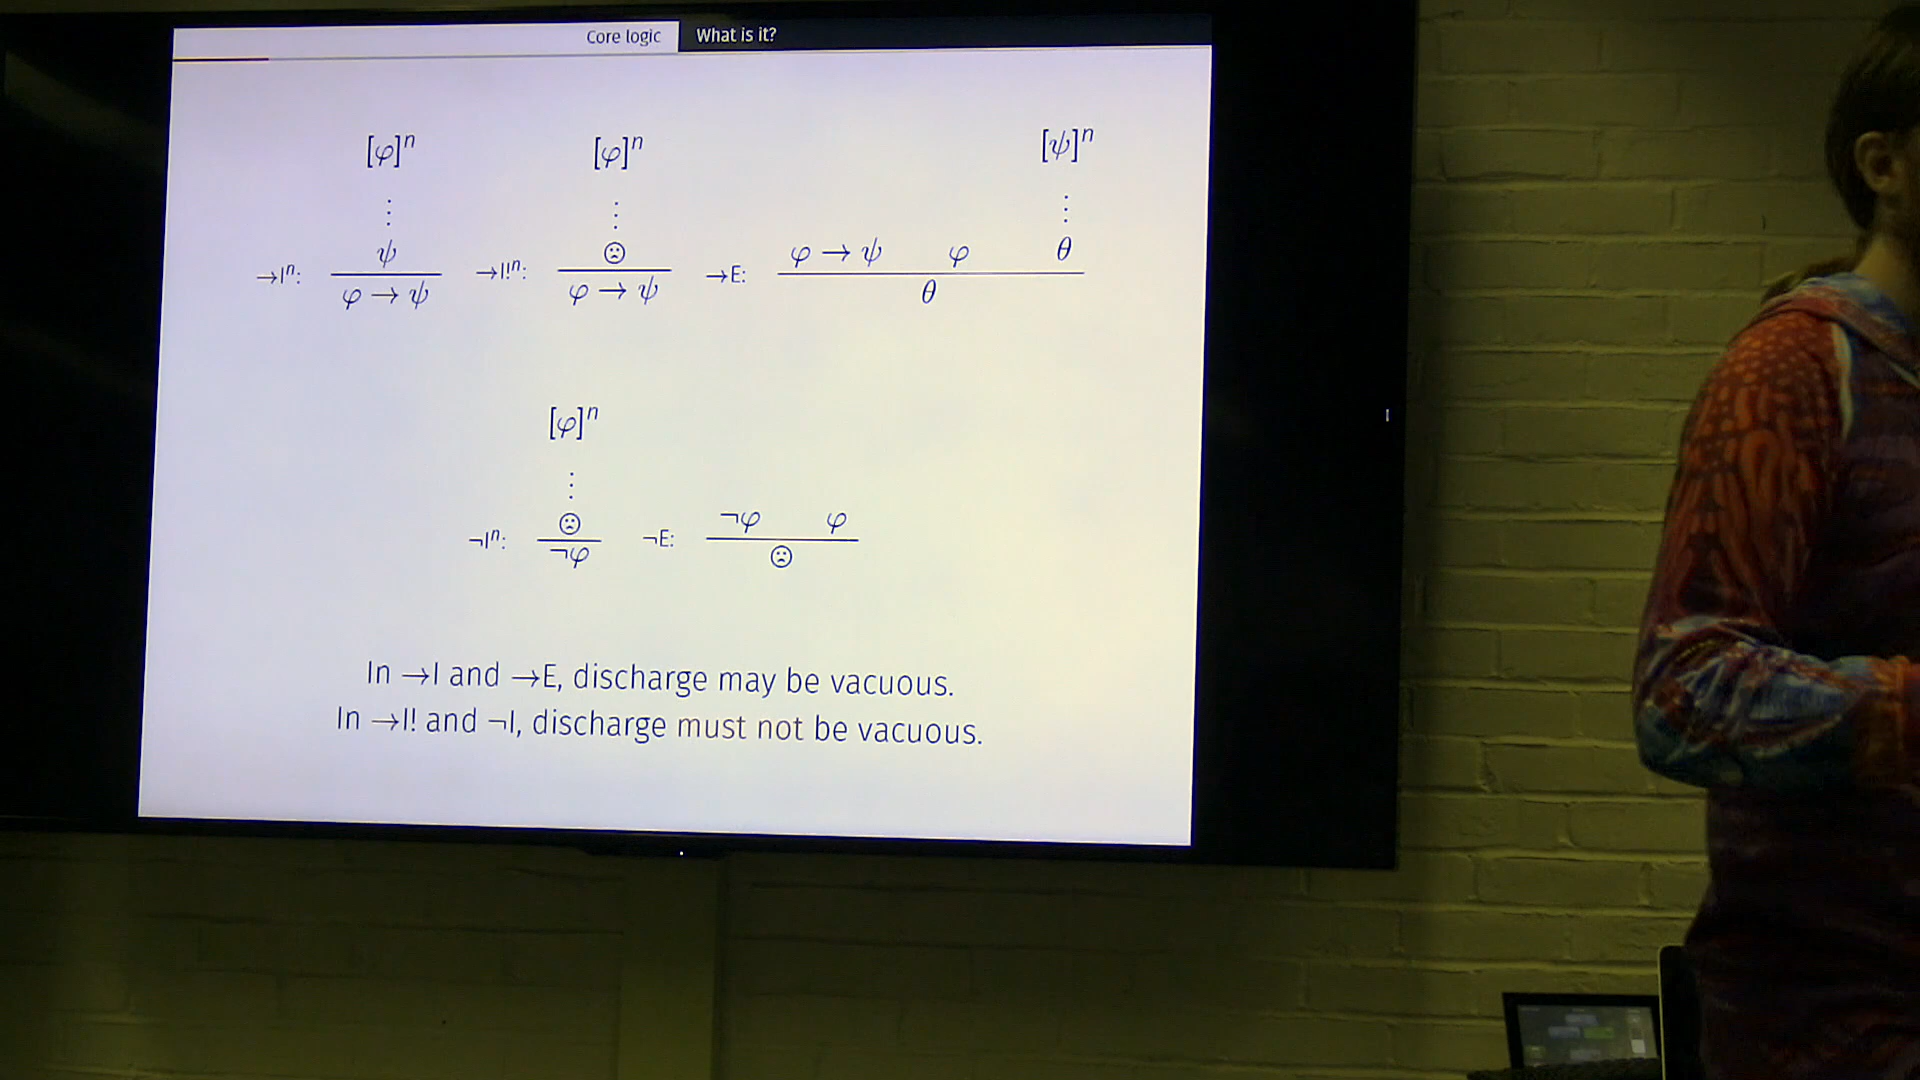 Core logic What is it?
[φ]ⁿ [φ]ⁿ [ψ]ⁿ
⋮ ⋮ ⋮
→Iⁿ: ψ →I!ⁿ: ☹ →E: φ → ψ φ θ
φ → ψ φ → ψ θ
[φ]ⁿ
⋮
¬Iⁿ: ☹ ¬E: ¬φ φ
¬φ ☹
In →I and →E, discharge may be vacuous.
In →I! and ¬I, discharge must not be vacuous.